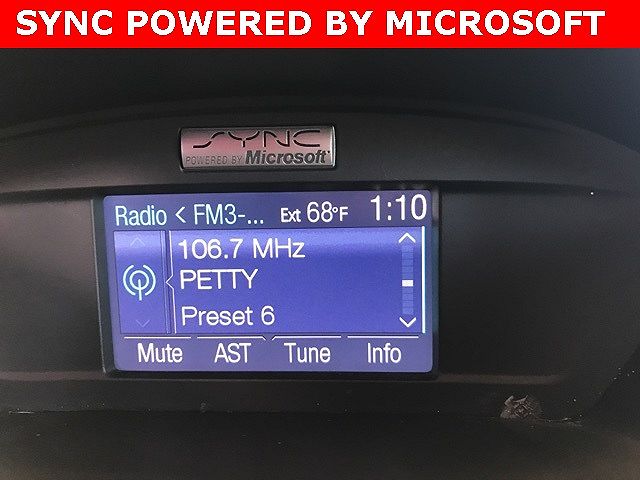 SYNC POWERED BY MICROSOFT
SYNC
POWERED BY Microsoft
Radio < FM3-... Ext 68°F 1:10
106.7 MHz
PETTY
Preset 6
Mute AST Tune Info